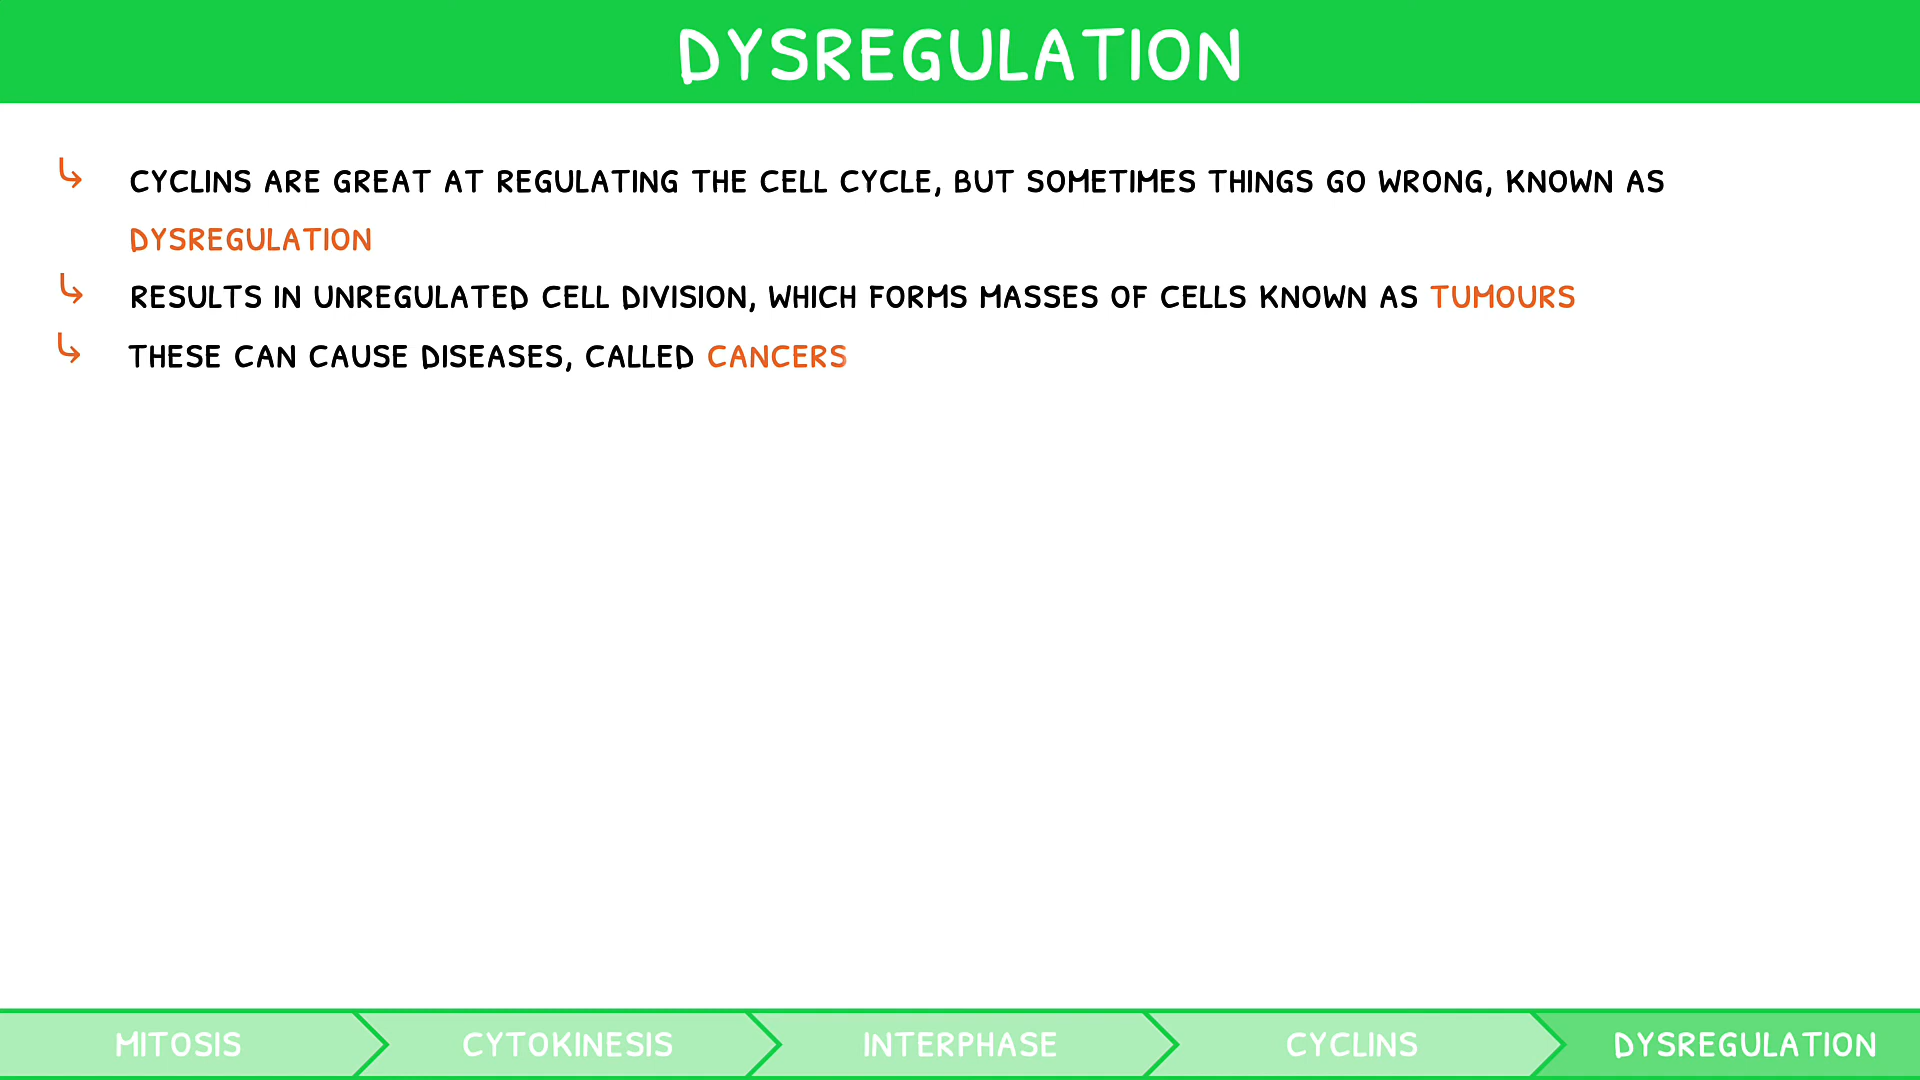 DYSREGULATION
CYCLINS ARE GREAT AT REGULATING THE CELL CYCLE, BUT SOMETIMES THINGS GO WRONG, KNOWN AS
DYSREGULATION
RESULTS IN UNREGULATED CELL DIVISION, WHICH FORMS MASSES OF CELLS KNOWN AS TUMOURS
THESE CAN CAUSE DISEASES, CALLED CANCERS
MITOSIS CYTOKINESIS INTERPHASE CYCLINS DYSREGULATION